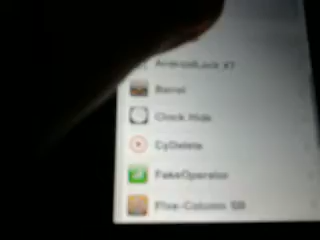 AndroidLock XT
Barrel
Clock Hide
CyDelete
FakeOperator
Five-Column SB